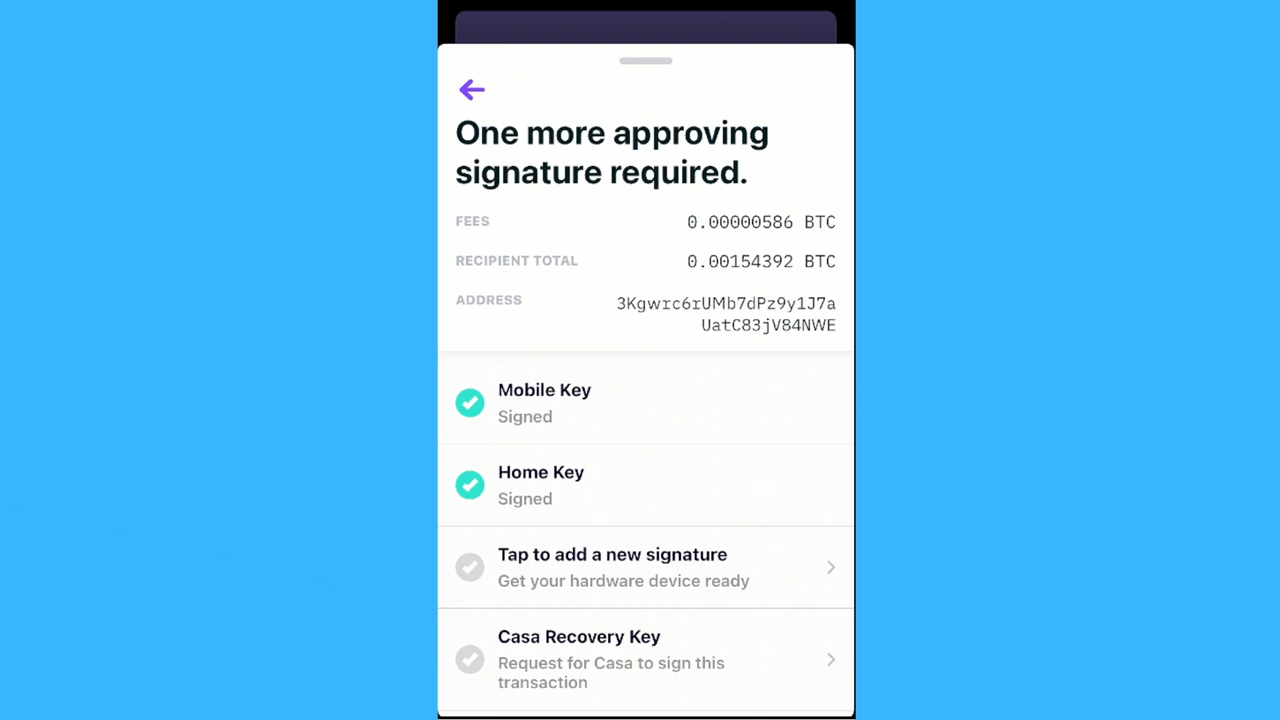 One more approving
signature required.
FEES 0.00000586 BTC
RECIPIENT TOTAL 0.00154392 BTC
ADDRESS 3Kgwrc6rUMb7dPz9y1J7a
UatC83jV84NWE
Mobile Key
Signed
Home Key
Signed
Tap to add a new signature
Get your hardware device ready
Casa Recovery Key
Request for Casa to sign this
transaction